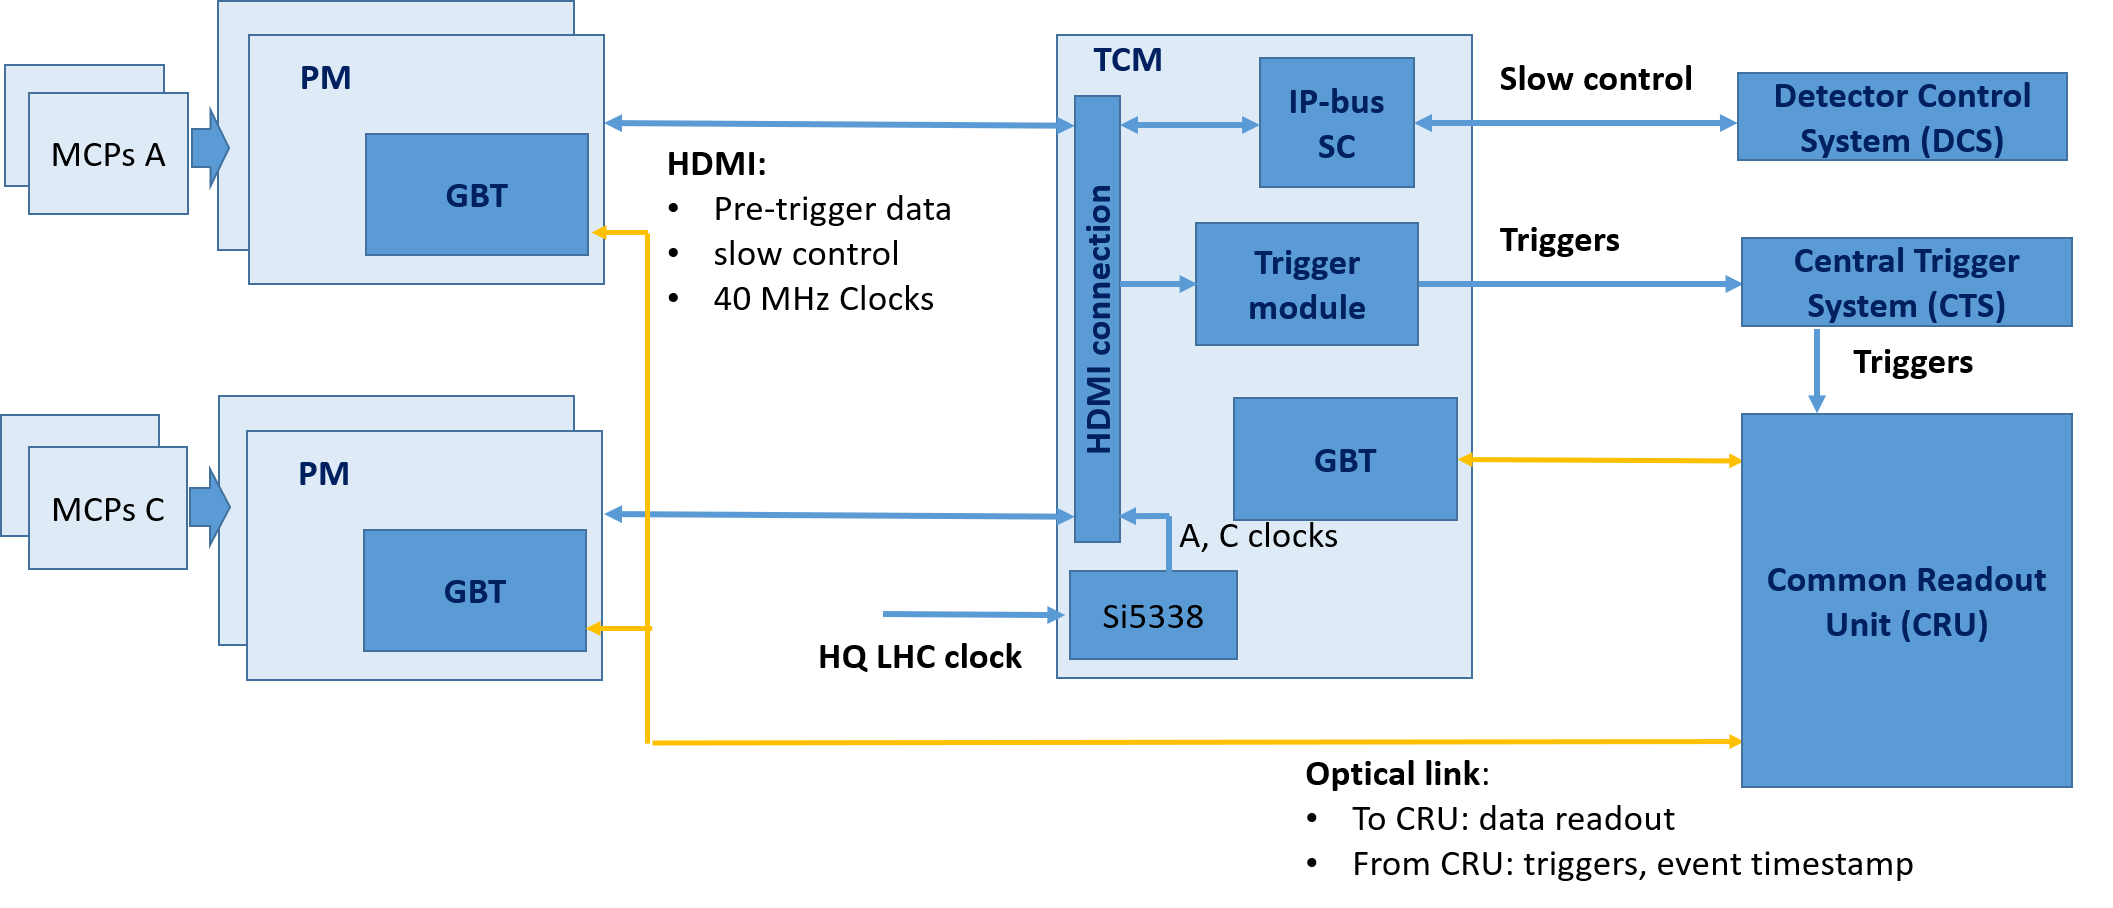 PM
MCPs A
GBT
HDMI:
• Pre-trigger data
• slow control
• 40 MHz Clocks
TCM
HDMI connection
IP-bus
SC
Slow control
Detector Control
System (DCS)
Trigger
module
Triggers
Central Trigger
System (CTS)
Triggers
PM
MCPs C
GBT
GBT
A, C clocks
Si5338
HQ LHC clock
Common Readout
Unit (CRU)
Optical link:
• To CRU: data readout
• From CRU: triggers, event timestamp